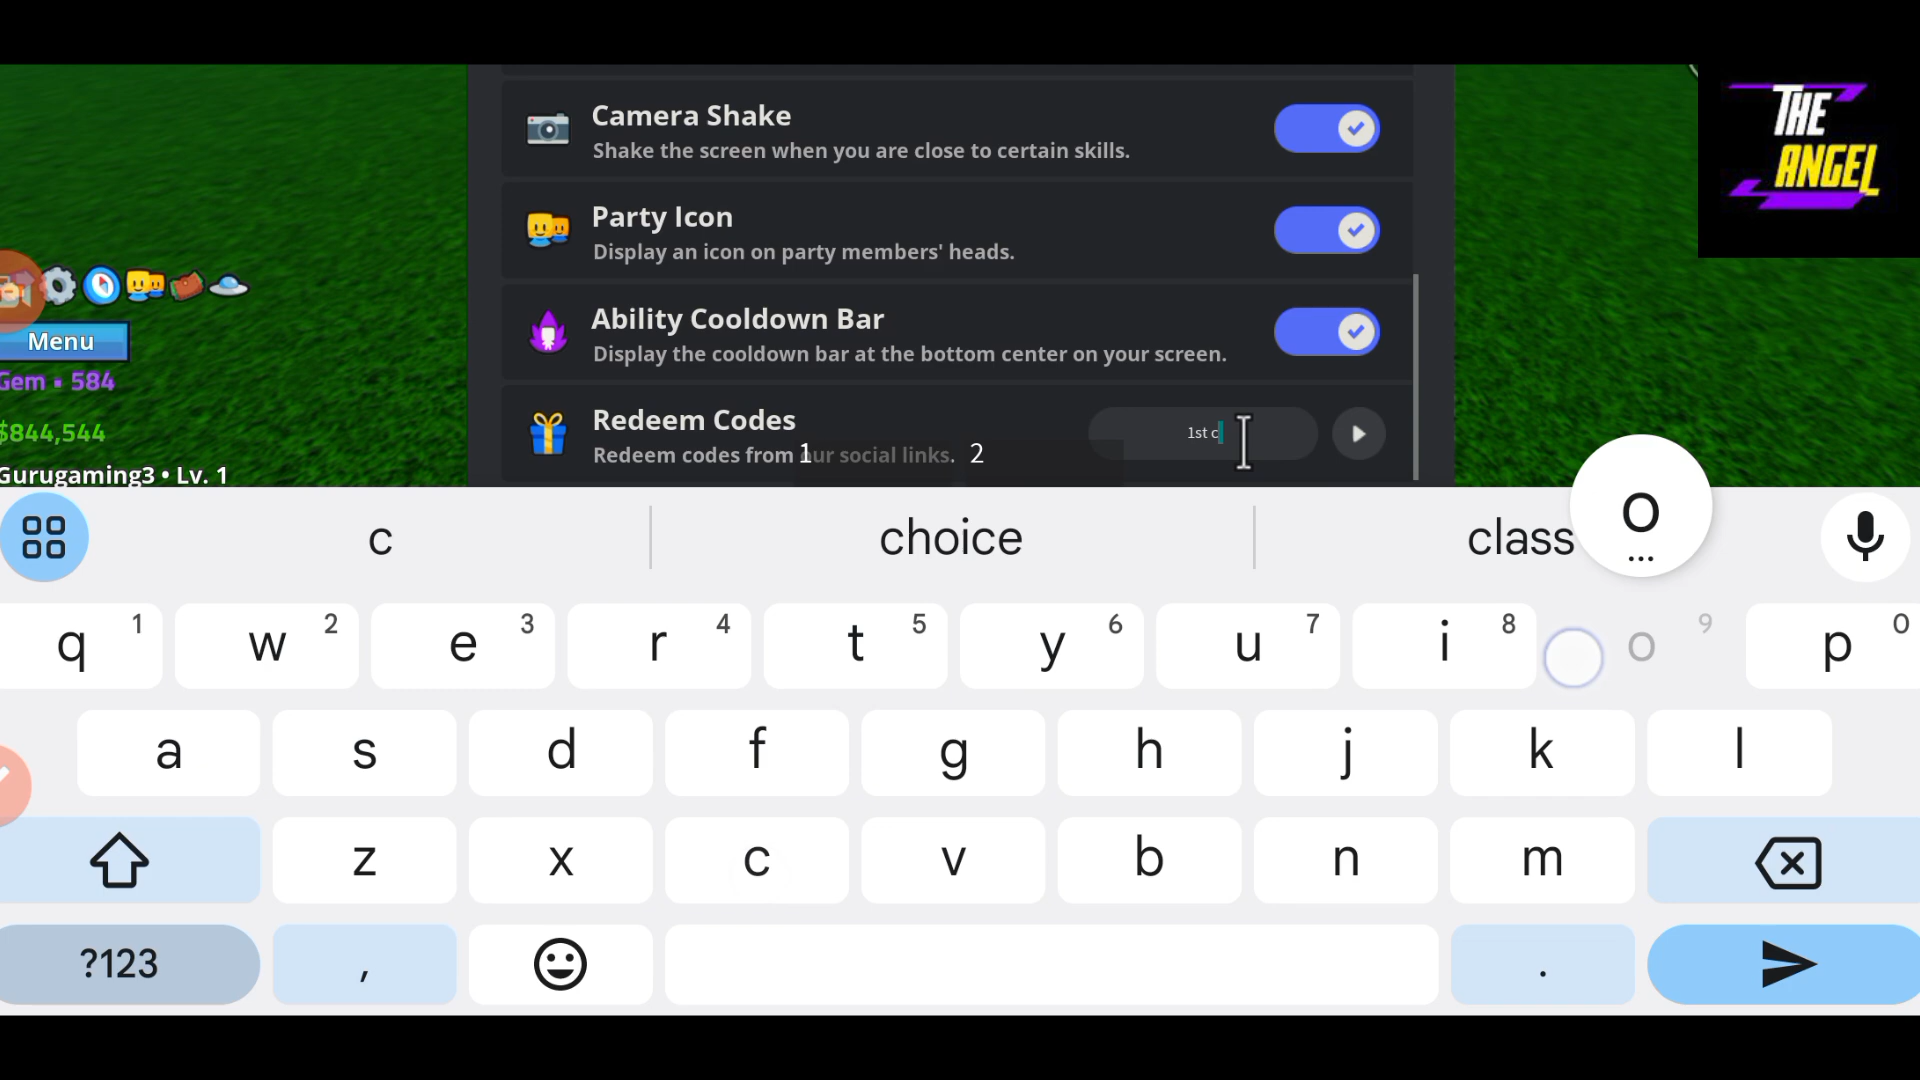 THE
ANGEL
Camera Shake
Shake the screen when you are close to certain skills.
Party Icon
Display an icon on party members' heads.
Ability Cooldown Bar
Display the cooldown bar at the bottom center on your screen.
Menu
Gem • 584
$844,544
Gurugaming3 • Lv. 1
Redeem Codes
Redeem codes from our social links.
1st c
1 2
c choice class
o
...
q 1 w 2 e 3 r 4 t 5 y 6 u 7 i 8 o 9 p 0
a s d f g h j k l
z x c v b n m
?123 , .